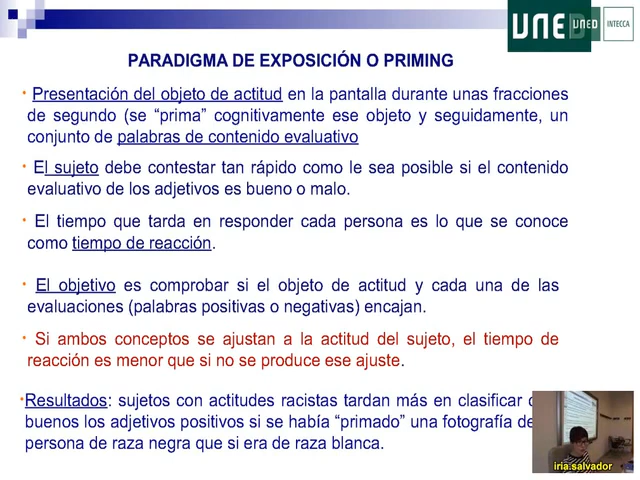 UNED
UNED
INTECCA
PARADIGMA DE EXPOSICIÓN O PRIMING
• Presentación del objeto de actitud en la pantalla durante unas fracciones
de segundo (se “prima” cognitivamente ese objeto y seguidamente, un
conjunto de palabras de contenido evaluativo
• El sujeto debe contestar tan rápido como le sea posible si el contenido
evaluativo de los adjetivos es bueno o malo.
• El tiempo que tarda en responder cada persona es lo que se conoce
como tiempo de reacción.
• El objetivo es comprobar si el objeto de actitud y cada una de las
evaluaciones (palabras positivas o negativas) encajan.
• Si ambos conceptos se ajustan a la actitud del sujeto, el tiempo de
reacción es menor que si no se produce ese ajuste.
•Resultados: sujetos con actitudes racistas tardan más en clasificar
buenos los adjetivos positivos si se había “primado” una fotografía de
persona de raza negra que si era de raza blanca.
iria.salvador